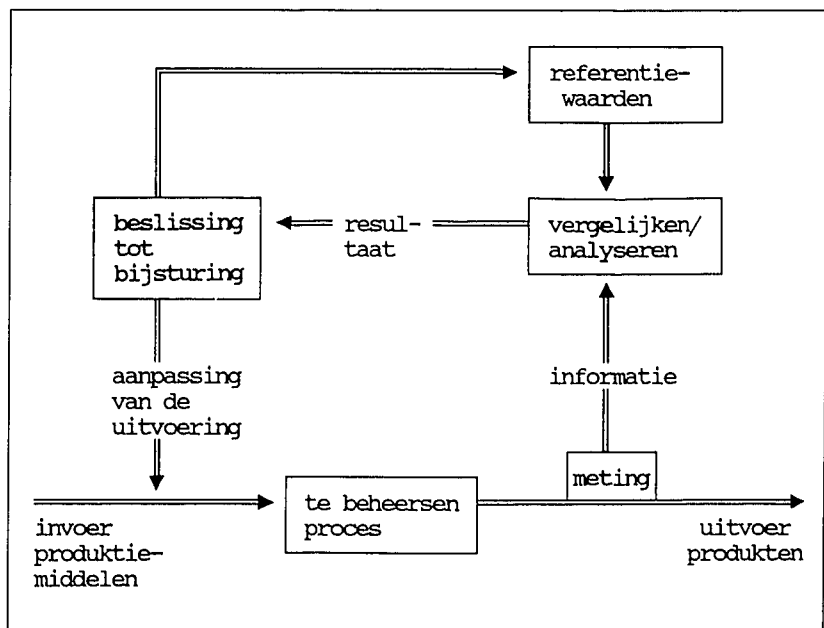 referentie-
waarden
beslissing
tot
bijsturing
resul-
taat
vergelijken/
analyseren
aanpassing
van de
uitvoering
informatie
meting
te beheersen
proces
invoer
produktie-
middelen
uitvoer
produkten